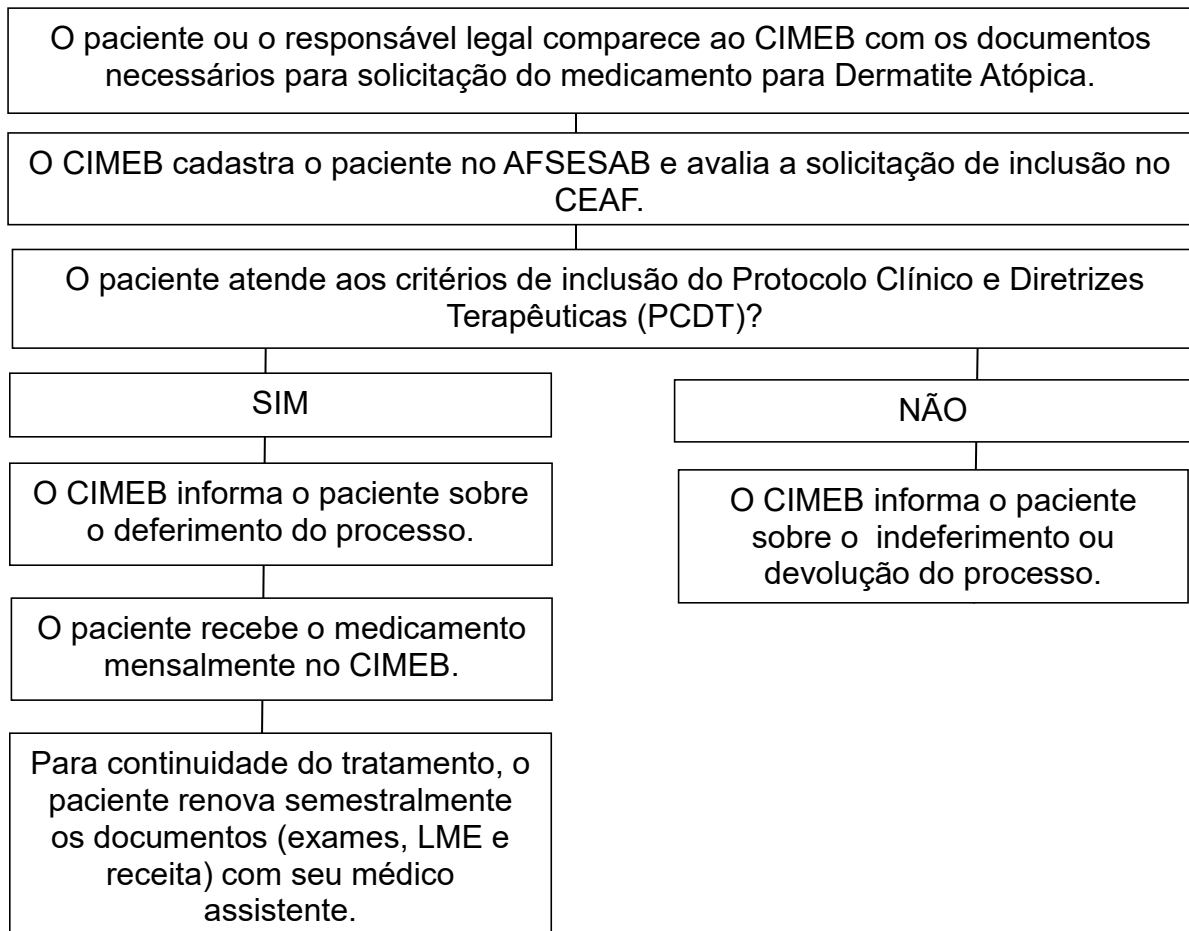 O paciente ou o responsável legal comparece ao CIMEB com os documentos
necessários para solicitação do medicamento para Dermatite Atópica.
O CIMEB cadastra o paciente no AFSESAB e avalia a solicitação de inclusão no
CEAF.
O paciente atende aos critérios de inclusão do Protocolo Clínico e Diretrizes
Terapêuticas (PCDT)?
SIM
O CIMEB informa o paciente sobre
o deferimento do processo.
O paciente recebe o medicamento
mensalmente no CIMEB.
Para continuidade do tratamento, o
paciente renova semestralmente
os documentos (exames, LME e
receita) com seu médico
assistente.
NÃO
O CIMEB informa o paciente
sobre o indeferimento ou
devolução do processo.